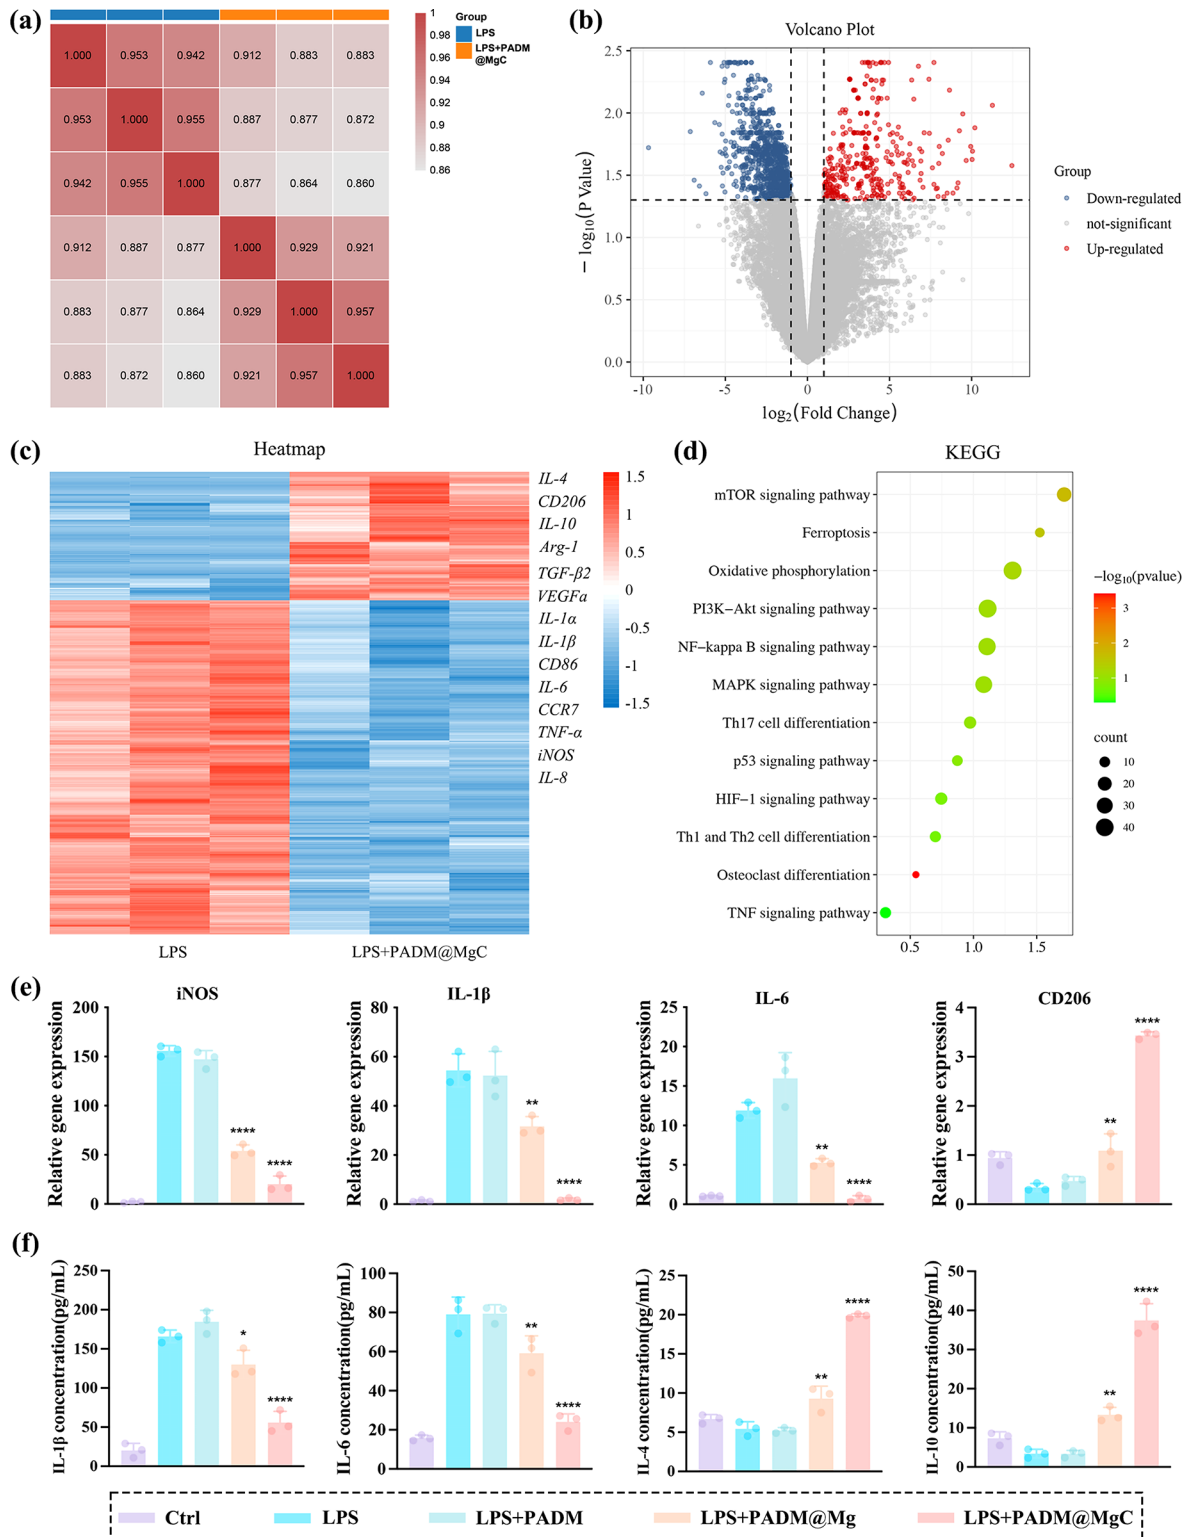 (a)
Group
LPS
LPS+PADM
@MgC
1
0.98
0.96
0.94
0.92
0.9
0.88
0.86
1.000 0.953 0.942 0.912 0.883 0.883
0.953 1.000 0.955 0.887 0.877 0.872
0.942 0.955 1.000 0.877 0.864 0.860
0.912 0.887 0.877 1.000 0.929 0.921
0.883 0.877 0.864 0.929 1.000 0.957
0.883 0.872 0.860 0.921 0.957 1.000
(b)
Volcano Plot
2.5
2.0
1.5
1.0
0.5
0.0
− log10(P Value)
-10 -5 0 5 10
log2(Fold Change)
Group
Down-regulated
not-significant
Up-regulated
(c)
Heatmap
IL-4
CD206
IL-10
Arg-1
TGF-β2
VEGFa
IL-1α
IL-1β
CD86
IL-6
CCR7
TNF-α
iNOS
IL-8
1.5
1
0.5
0
-0.5
-1
-1.5
LPS LPS+PADM@MgC
(d)
KEGG
mTOR signaling pathway
Ferroptosis
Oxidative phosphorylation
PI3K−Akt signaling pathway
NF−kappa B signaling pathway
MAPK signaling pathway
Th17 cell differentiation
p53 signaling pathway
HIF−1 signaling pathway
Th1 and Th2 cell differentiation
Osteoclast differentiation
TNF signaling pathway
0.5 1.0 1.5
−log10(pvalue)
3
2
1
count
10
20
30
40
(e)
iNOS
Relative gene expression
200
150
100
50
0
**** ****
IL-1β
Relative gene expression
80
60
40
20
0
** ****
IL-6
Relative gene expression
25
20
15
10
5
0
** ****
CD206
Relative gene expression
4
3
2
1
0
** ****
(f)
IL-1β concentration(pg/mL)
250
200
150
100
50
0
* ****
IL-6 concentration(pg/mL)
100
80
60
40
20
0
** ****
IL-4 concentration(pg/mL)
25
20
15
10
5
0
** ****
IL-10 concentration(pg/mL)
50
40
30
20
10
0
** ****
Ctrl LPS LPS+PADM LPS+PADM@Mg LPS+PADM@MgC